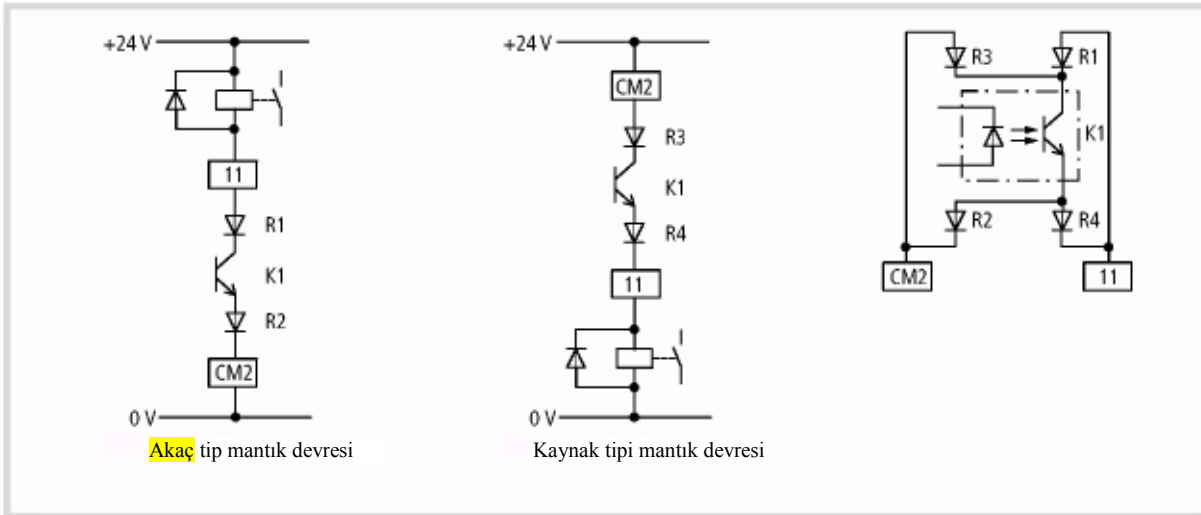 +24 V
11
R1
K1
R2
CM2
0 V
Akaç tip mantık devresi
+24 V
CM2
R3
K1
R4
11
0 V
Kaynak tipi mantık devresi
R3
R1
K1
R2
R4
CM2
11